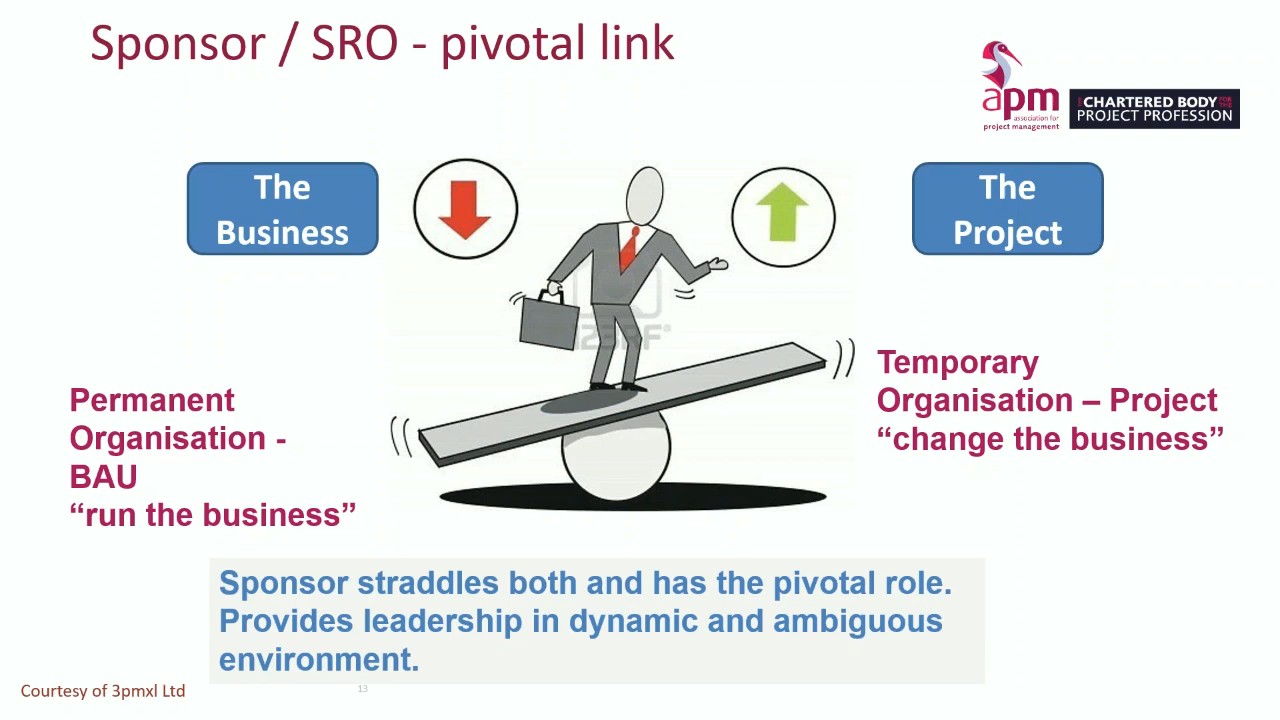 Sponsor / SRO - pivotal link
apm
association for
project management
THE CHARTERED BODY FOR THE
PROJECT PROFESSION
The
Business
The
Project
123RF®
Permanent
Organisation -
BAU
“run the business”
Temporary
Organisation – Project
“change the business”
Sponsor straddles both and has the pivotal role.
Provides leadership in dynamic and ambiguous
environment.
Courtesy of 3pmxl Ltd
13